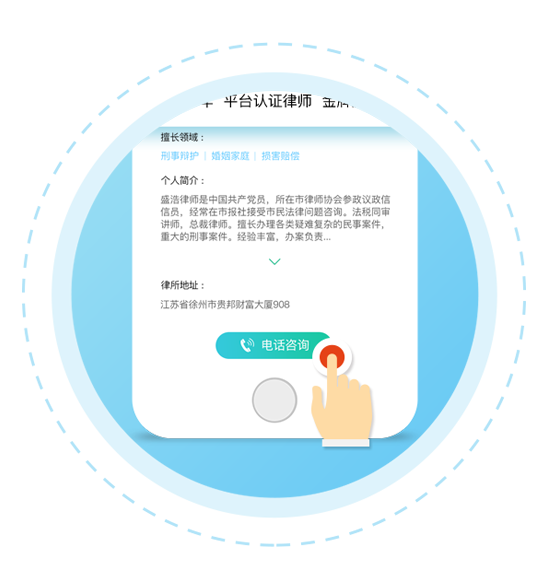 平台认证律师
擅长领域：
刑事辩护 | 婚姻家庭 | 损害赔偿
个人简介：
盛浩律师是中国共产党员，所在市律师协会参政议政信
信员，经常在市报社接受市民法律问题咨询。法税同审
讲师，总裁律师。擅长办理各类疑难复杂的民事案件，
重大的刑事案件。经验丰富，办案负责...
律所地址：
江苏省徐州市贵邦财富大厦908
电话咨询